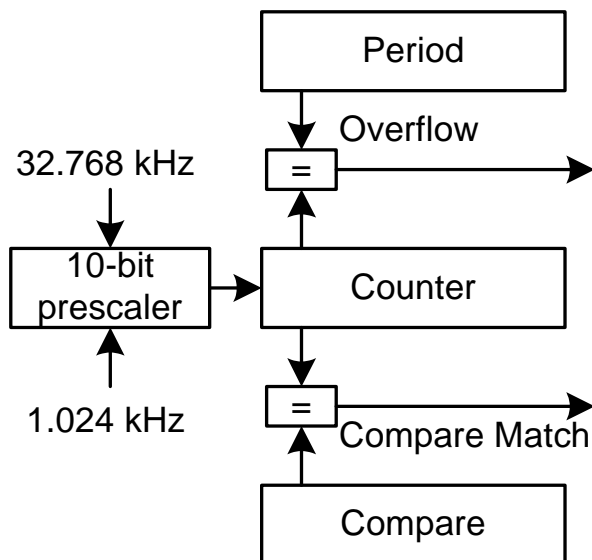 Period
Overflow
=
32.768 kHz
10-bit
prescaler
Counter
1.024 kHz
=
Compare Match
Compare